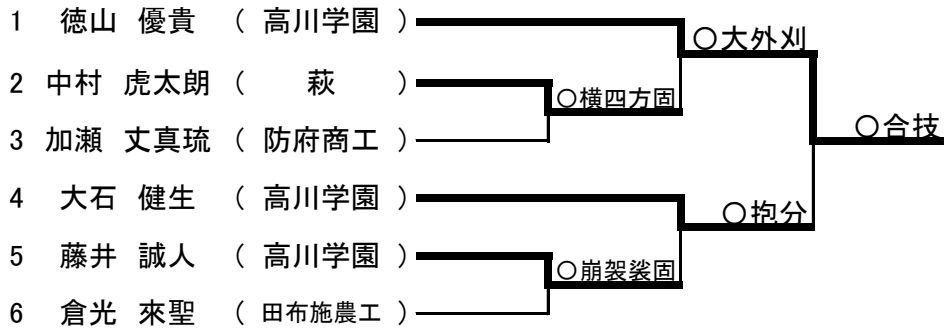 1 徳山 優貴 ( 高川学園 )
○大外刈
2 中村 虎太朗 ( 萩 )
○横四方固
3 加瀬 丈真琉 ( 防府商工 )
○合技
4 大石 健生 ( 高川学園 )
○抱分
5 藤井 誠人 ( 高川学園 )
○崩袈裟固
6 倉光 來聖 ( 田布施農工 )